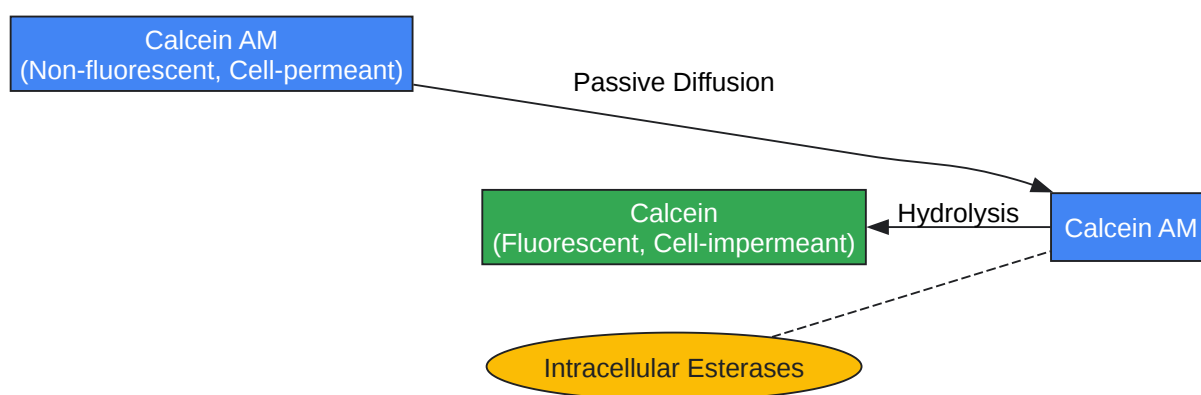 Calcein AM
(Non-fluorescent, Cell-permeant)
Passive Diffusion
Calcein
(Fluorescent, Cell-impermeant)
Hydrolysis
Calcein AM
Intracellular Esterases